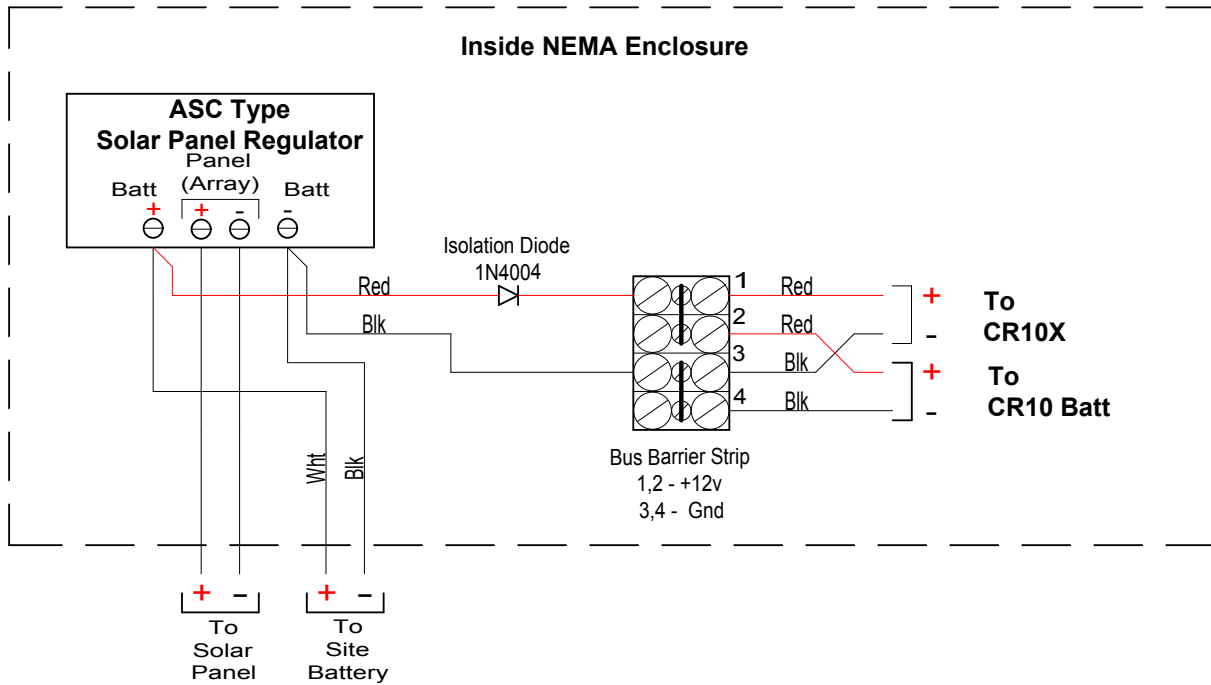 Inside NEMA Enclosure
ASC Type
Solar Panel Regulator
Panel
(Array)
Batt
Batt
+
+
-
-
Isolation Diode
1N4004
Red
Blk
1
2
3
4
Red
Red
Blk
Blk
+
-
To
CR10X
+
-
To
CR10 Batt
Bus Barrier Strip
1,2 - +12v
3,4 - Gnd
Wht
Blk
+ -
To
Solar
Panel
+ -
To
Site
Battery